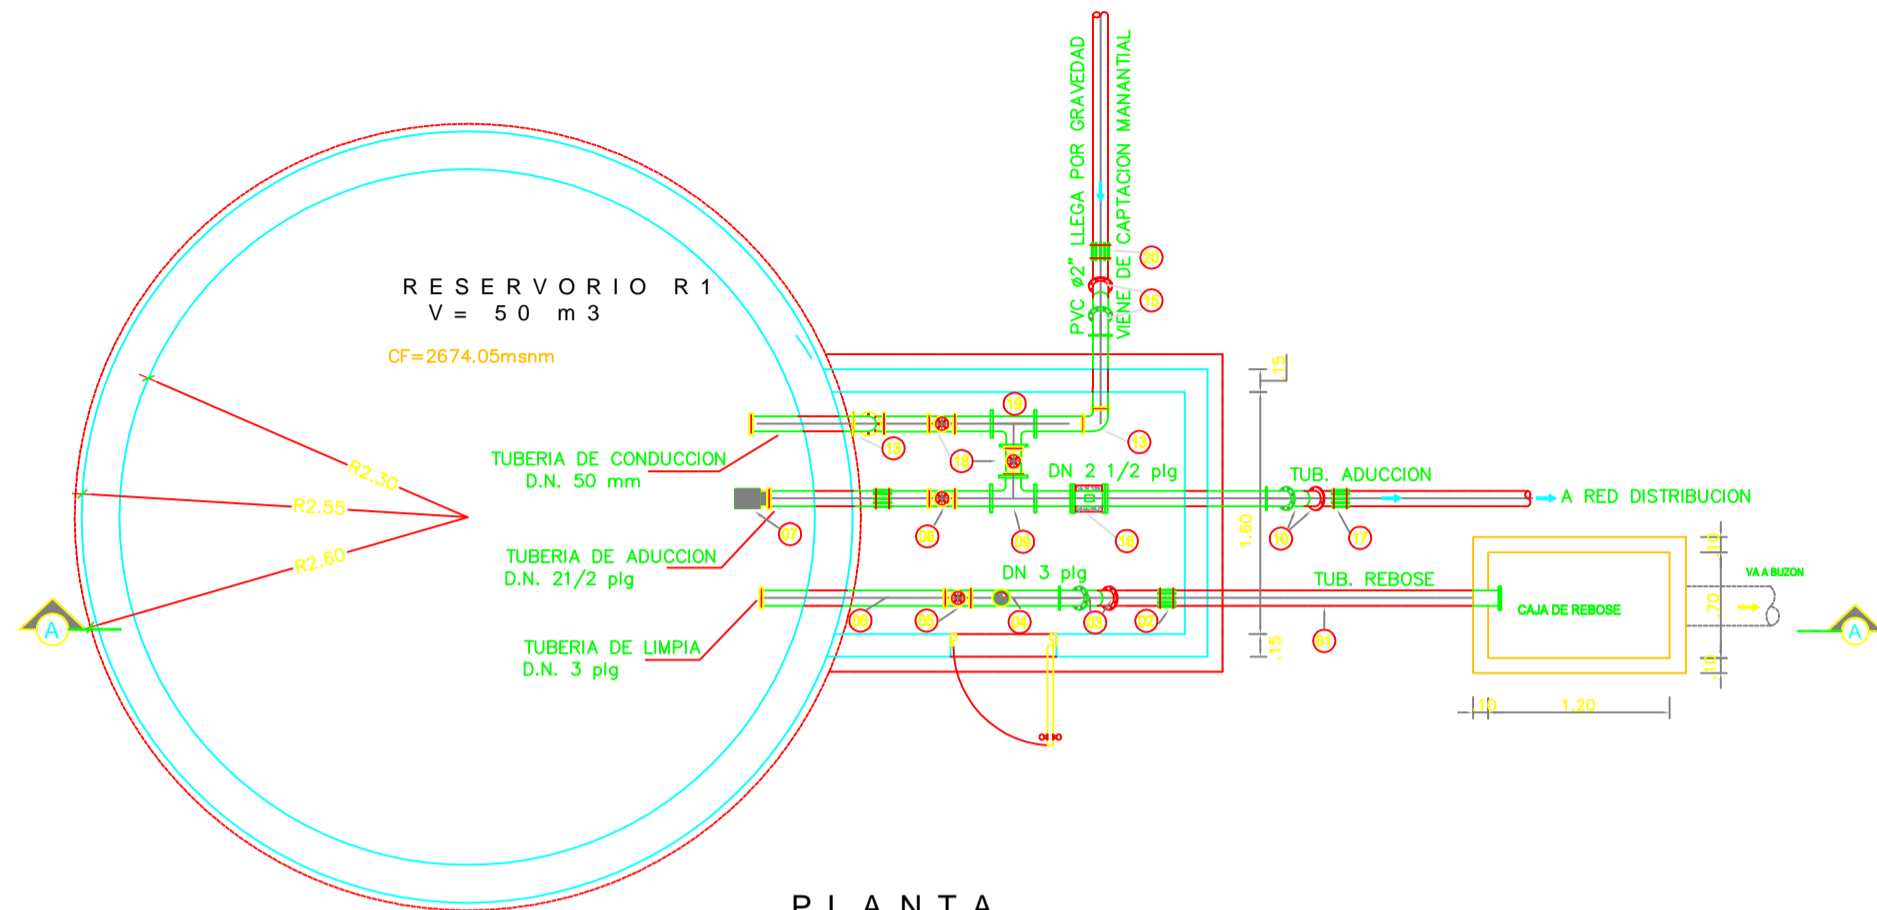 PVC ø2" LLEGA POR GRAVEDAD
VIENE DE CAPTACION MANANTIAL
RESERVORIO R1
V= 50 m3
CF=2674.05msnm
R2.30
R2.55
R2.60
20
15
.15
19
13
13
18
TUBERIA DE CONDUCCION
D.N. 50 mm
DN 2 1/2 plg
TUB. ADUCCION
A RED DISTRIBUCION
07
08
09
16
10
17
1.60
TUBERIA DE ADUCCION
D.N. 21/2 plg
DN 3 plg
TUB. REBOSE
.10
VA A BUZON
CAJA DE REBOSE
.70
06
05
04
03
02
01
A
A
TUBERIA DE LIMPIA
D.N. 3 plg
.15
.10
.10
1.20
PLANTA